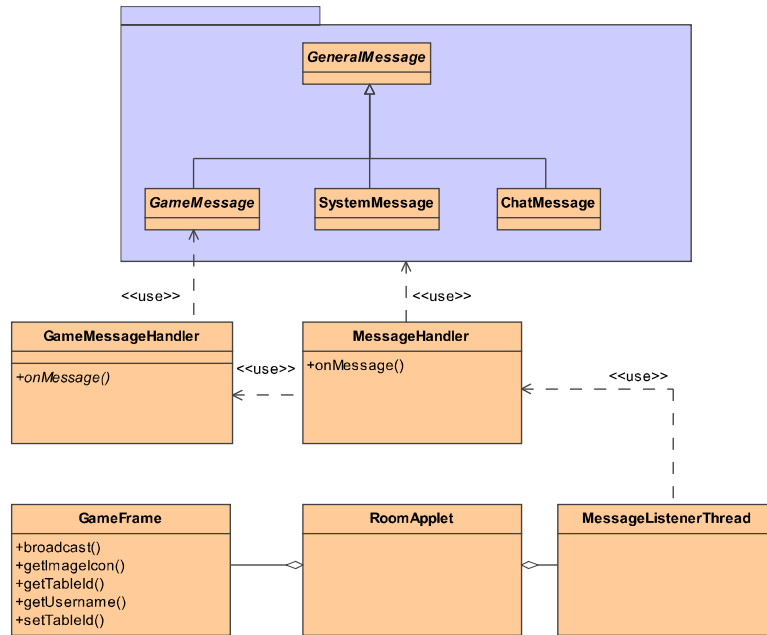 GeneralMessage
GameMessage
SystemMessage
ChatMessage
<<use>>
<<use>>
GameMessageHandler
+onMessage()
<<use>>
MessageHandler
+onMessage()
<<use>>
GameFrame
+broadcast()
+getImageIcon()
+getTableId()
+getUsername()
+setTableId()
RoomApplet
MessageListenerThread